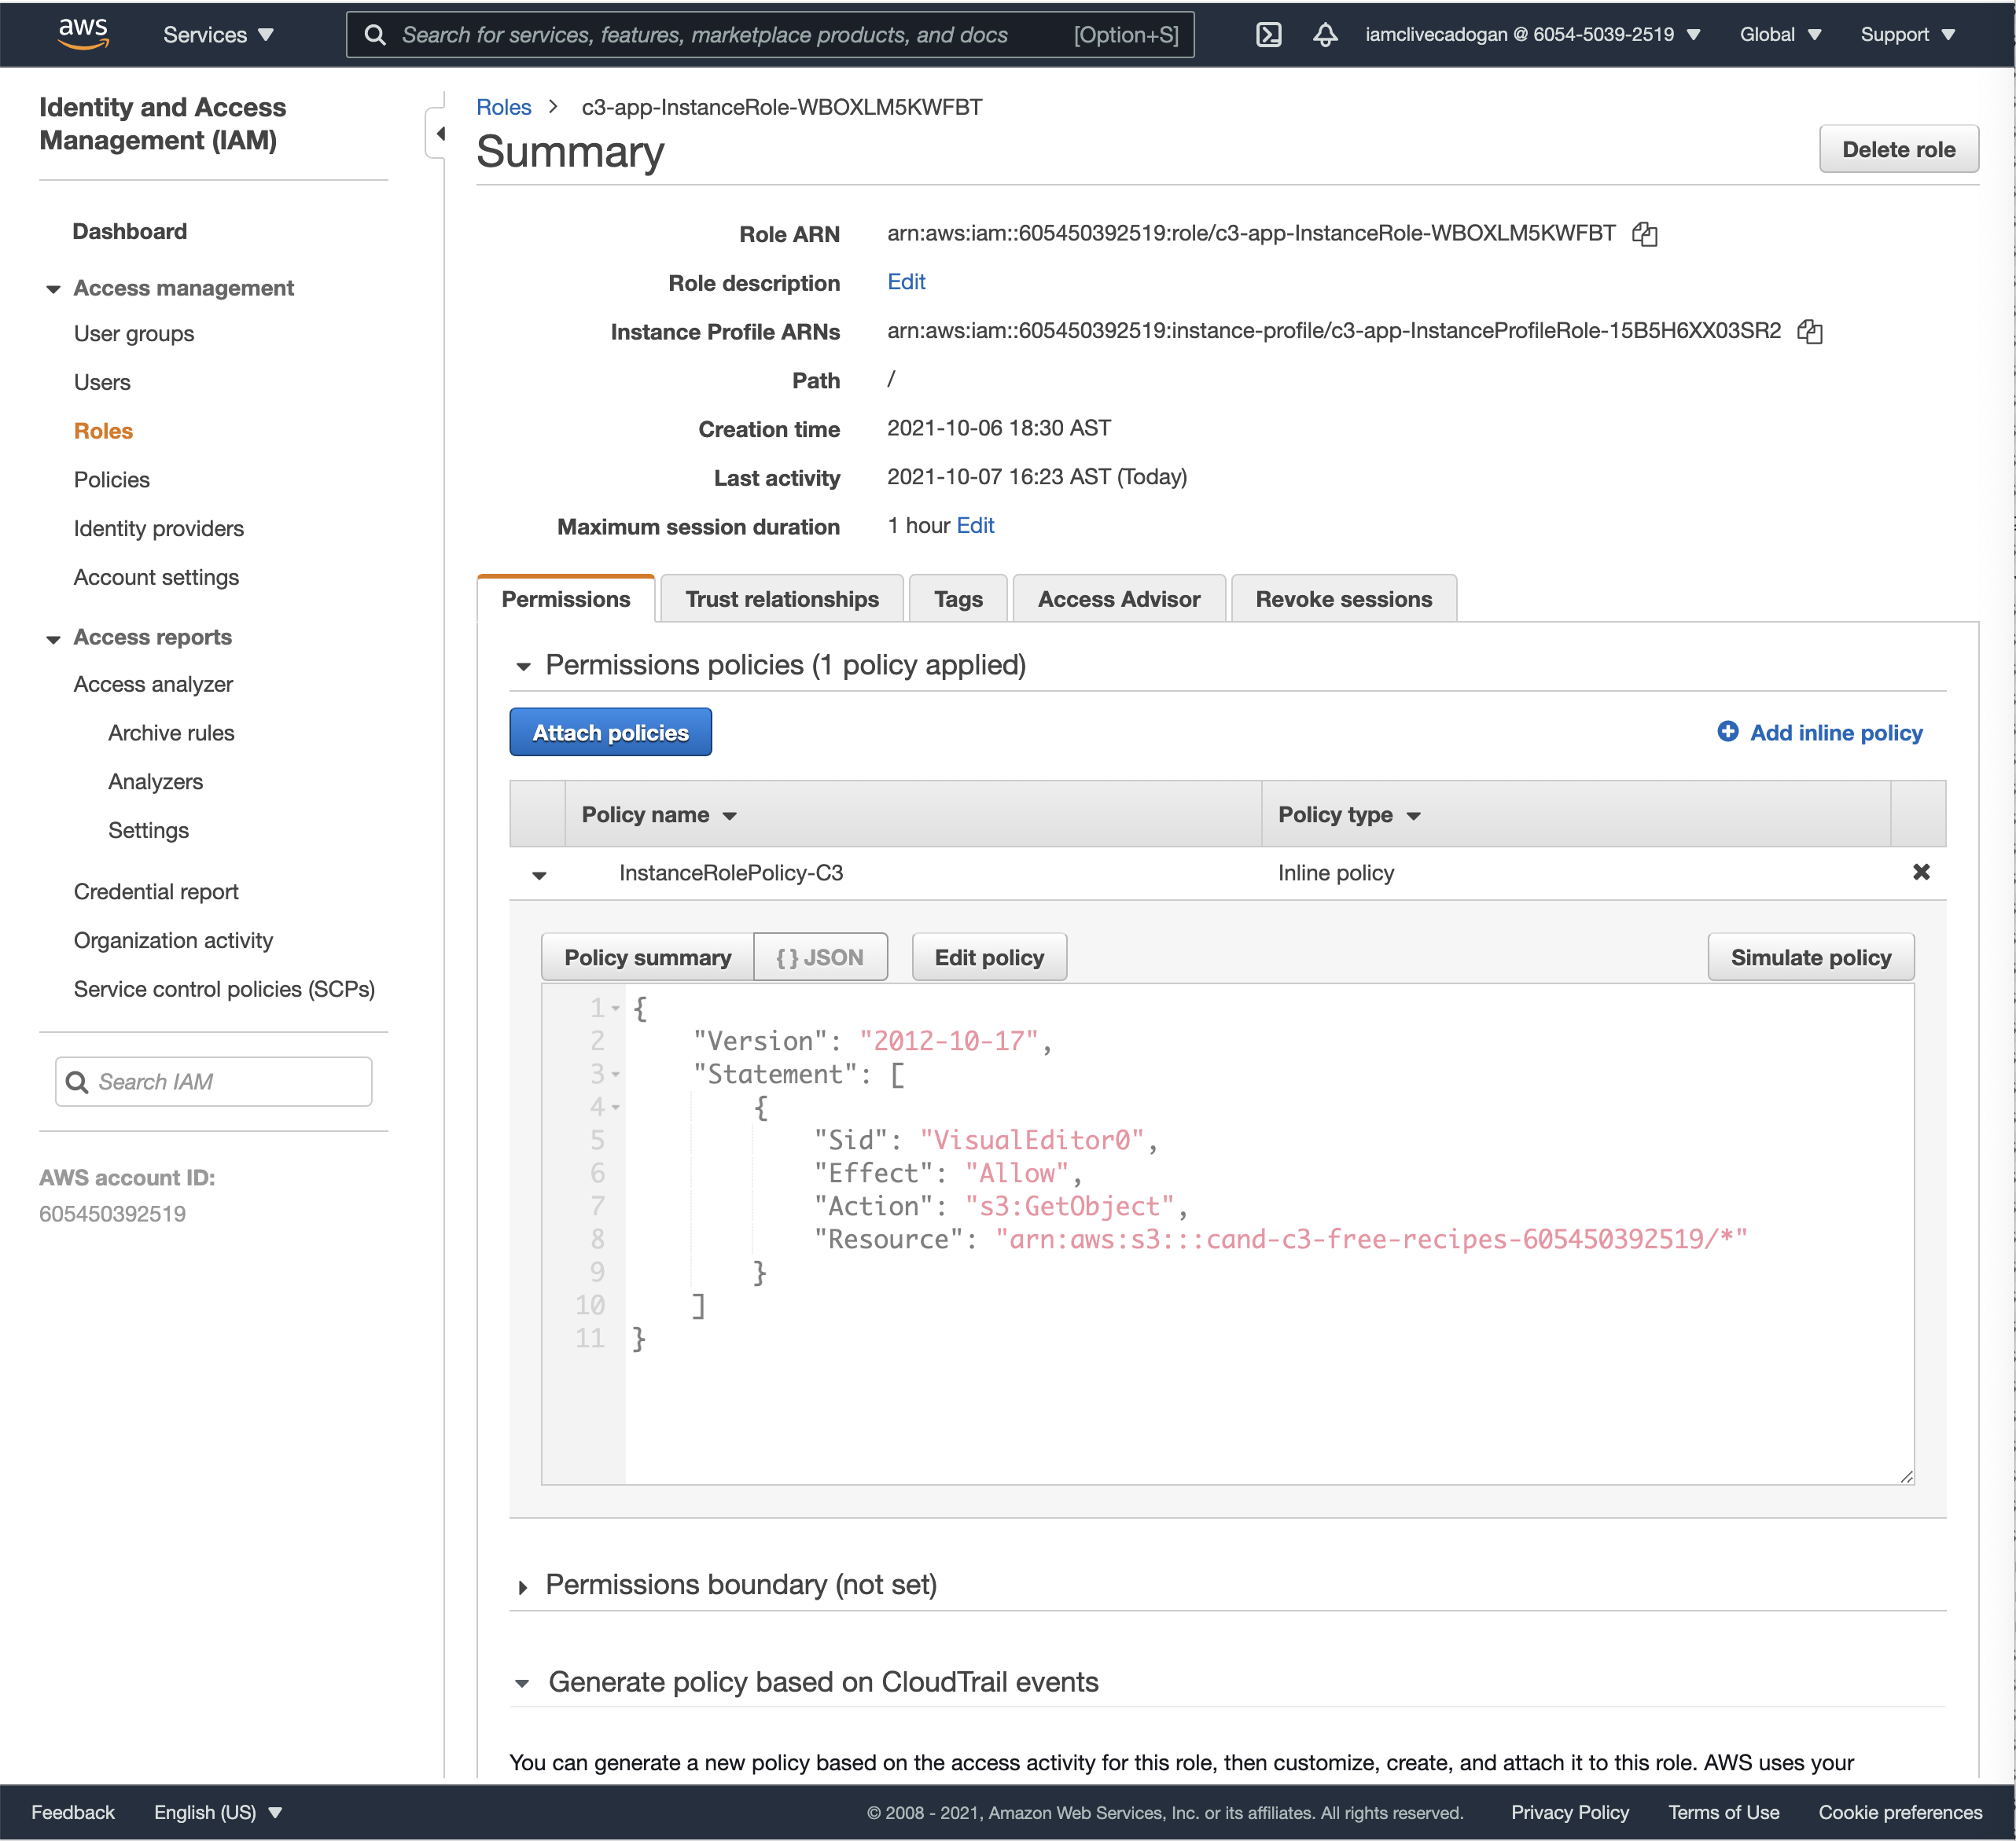 aws
Services ▼
Search for services, features, marketplace products, and docs [Option+S]
iamclivecadogan @ 6054-5039-2519 ▼
Global ▼
Support ▼
Identity and Access
Management (IAM)
Dashboard
Access management
User groups
Users
Roles
Policies
Identity providers
Account settings
Access reports
Access analyzer
Archive rules
Analyzers
Settings
Credential report
Organization activity
Service control policies (SCPs)
Search IAM
AWS account ID:
605450392519
Roles > c3-app-InstanceRole-WBOXLM5KWFBT
Summary
Delete role
Role ARN arn:aws:iam::605450392519:role/c3-app-InstanceRole-WBOXLM5KWFBT
Role description Edit
Instance Profile ARNs arn:aws:iam::605450392519:instance-profile/c3-app-InstanceProfileRole-15B5H6XX03SR2
Path /
Creation time 2021-10-06 18:30 AST
Last activity 2021-10-07 16:23 AST (Today)
Maximum session duration 1 hour Edit
Permissions
Trust relationships
Tags
Access Advisor
Revoke sessions
Permissions policies (1 policy applied)
Attach policies
Add inline policy
Policy name Policy type
InstanceRolePolicy-C3 Inline policy ✖
Policy summary
{ } JSON
Edit policy
Simulate policy
1 {
2 "Version": "2012-10-17",
3 "Statement": [
4 {
5 "Sid": "VisualEditor0",
6 "Effect": "Allow",
7 "Action": "s3:GetObject",
8 "Resource": "arn:aws:s3:::cand-c3-free-recipes-605450392519/*"
9 }
10 ]
11 }
Permissions boundary (not set)
Generate policy based on CloudTrail events
You can generate a new policy based on the access activity for this role, then customize, create, and attach it to this role. AWS uses your
Feedback
English (US) ▼
© 2008 - 2021, Amazon Web Services, Inc. or its affiliates. All rights reserved.
Privacy Policy
Terms of Use
Cookie preferences